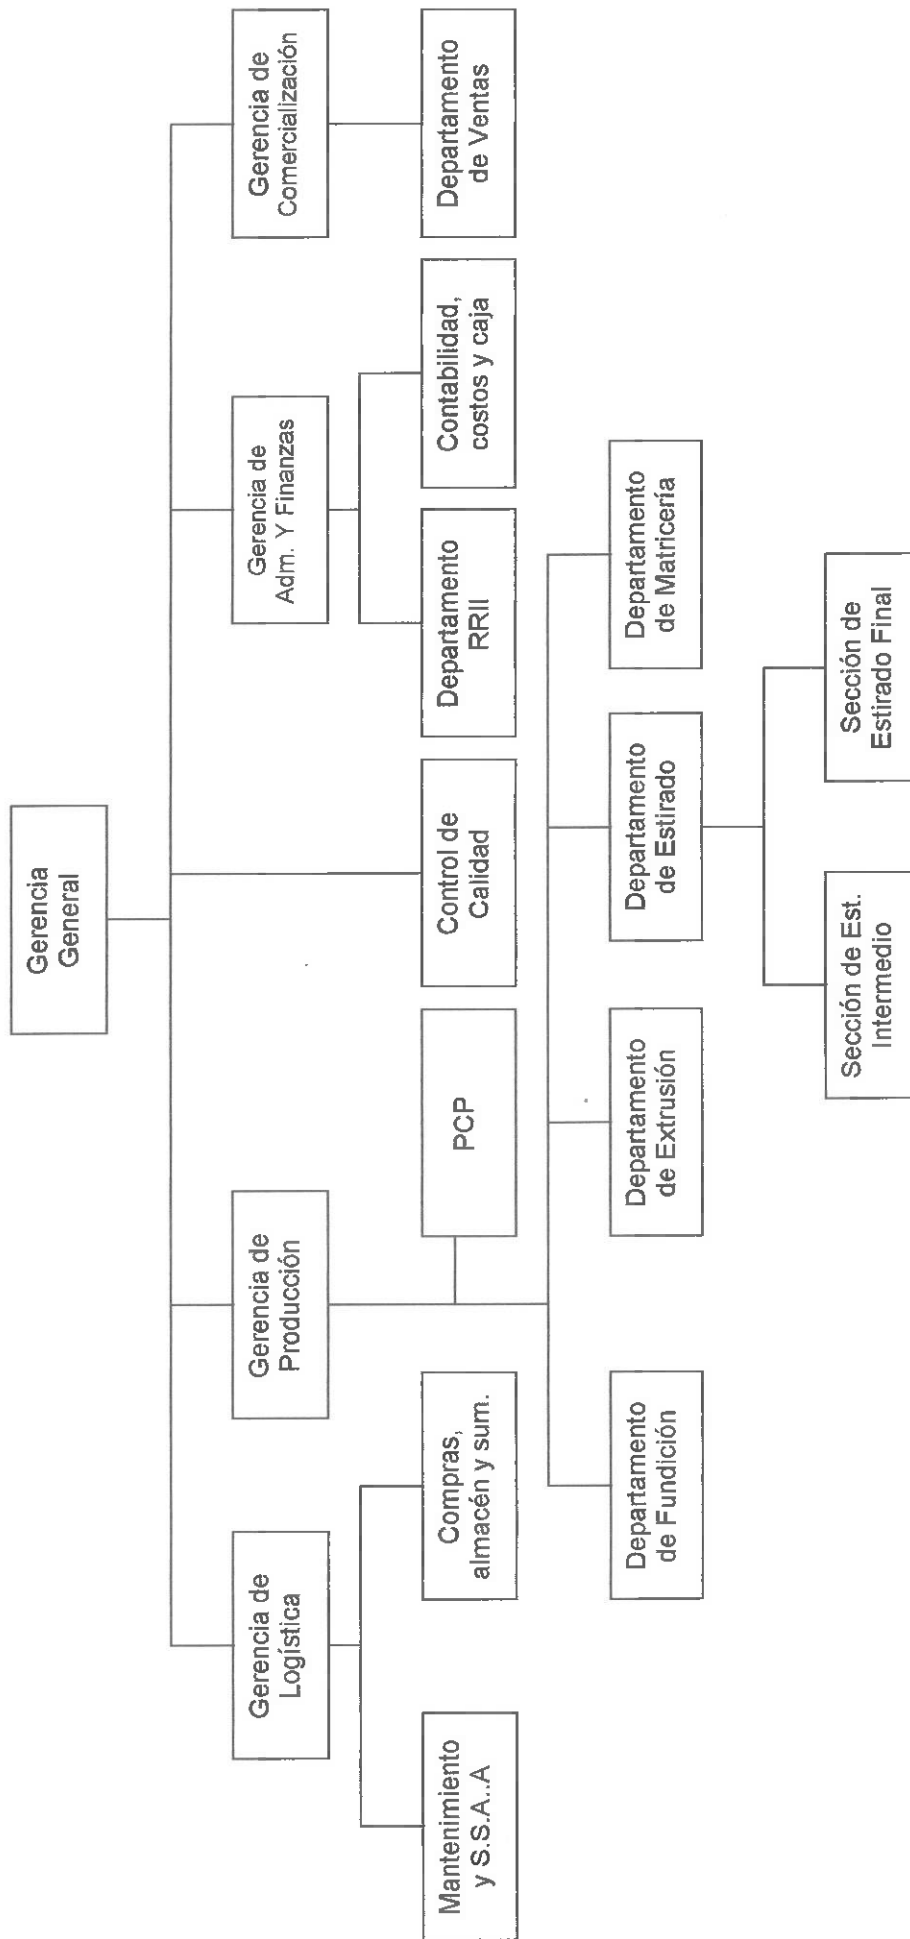 Gerencia
General
Gerencia de
Logística
Gerencia de
Producción
Gerencia de
Adm. Y Finanzas
Gerencia de
Comercialización
Mantenimiento
y S.S.A..A
Compras,
almacén y sum.
PCP
Control de
Calidad
Departamento
RRII
Contabilidad,
costos y caja
Departamento
de Ventas
Departamento
de Fundición
Departamento
de Extrusión
Departamento
de Estirado
Departamento
de Matricería
Sección de Est.
Intermedio
Sección de
Estirado Final